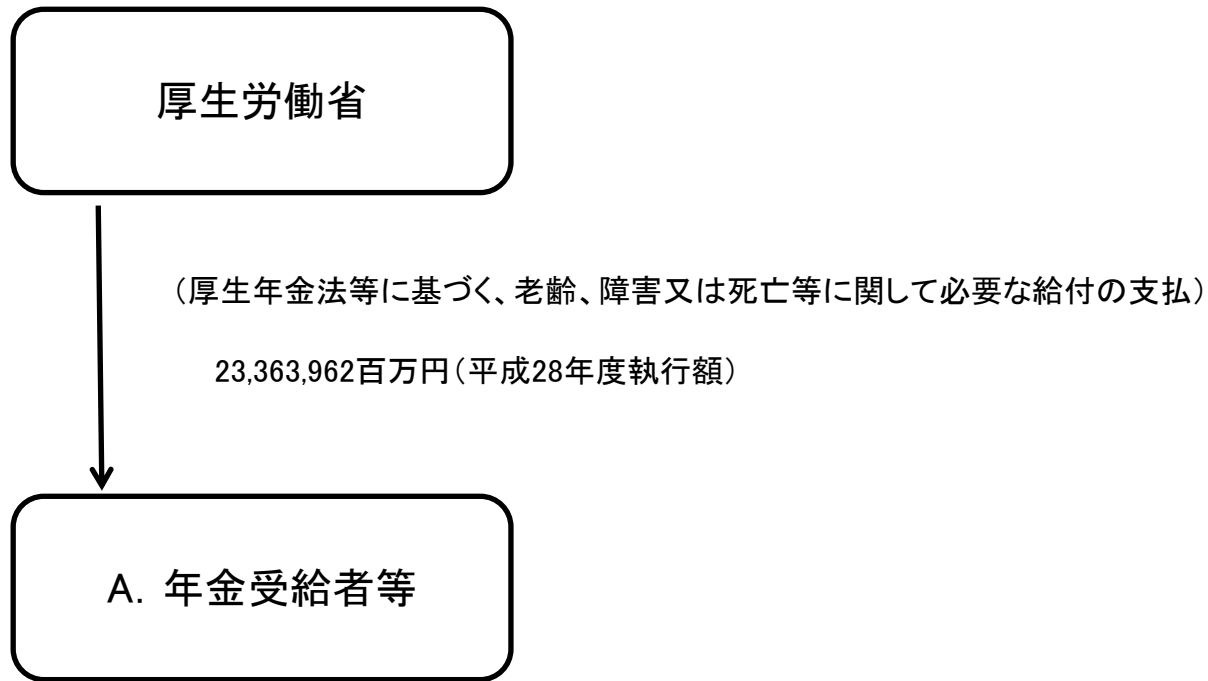 厚生労働省
（厚生年金法等に基づく、老齢、障害又は死亡等に関して必要な給付の支払）
23,363,962百万円（平成28年度執行額）
A. 年金受給者等